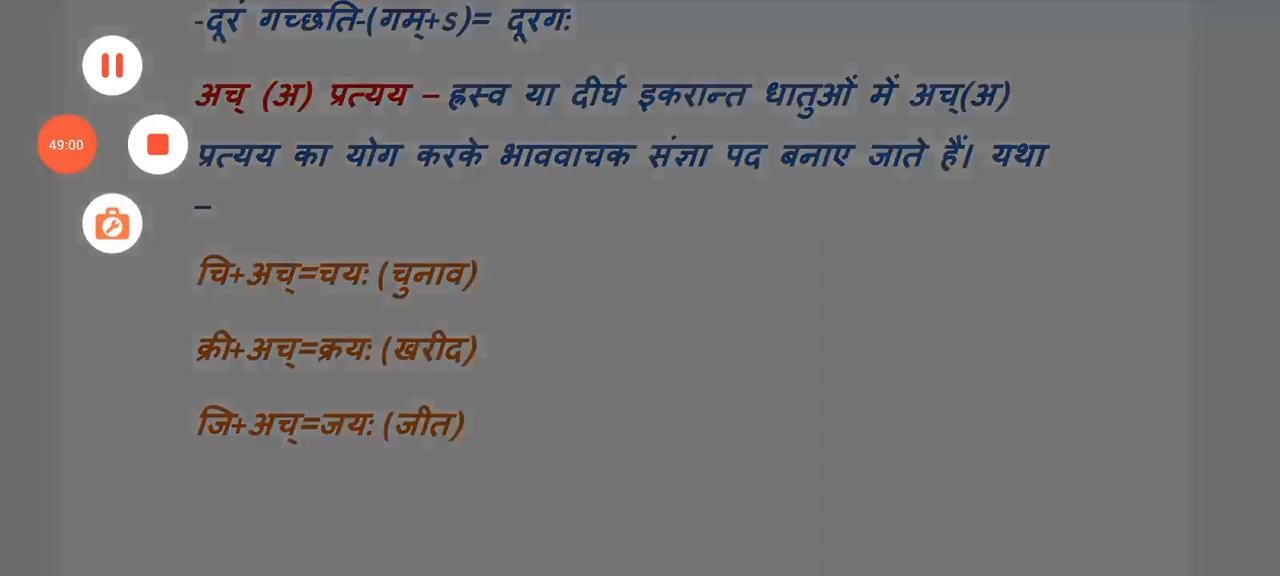 -दूरं गच्छति-(गम्+s)= दूरगः
अच् (अ) प्रत्यय – ह्रस्व या दीर्घ इकरान्त धातुओं में अच्(अ)
49:00
प्रत्यय का योग करके भाववाचक संज्ञा पद बनाए जाते हैं। यथा
–
चि+अच्=चयः (चुनाव)
क्री+अच्=क्रयः (खरीद)
जि+अच्=जयः (जीत)